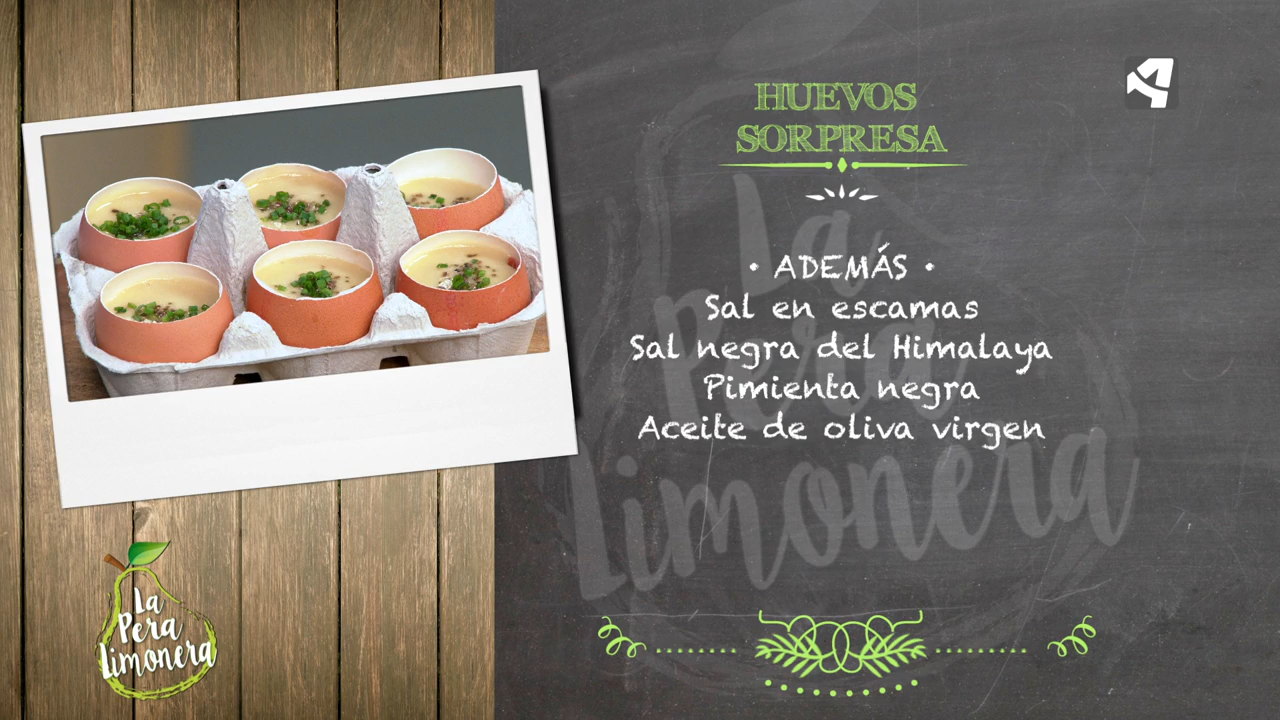 HUEVOS
SORPRESA
• ADEMÁS •
Sal en escamas
Sal negra del Himalaya
Pimienta negra
Aceite de oliva virgen
La
Pera
Limonera
La
Pera
Limonera